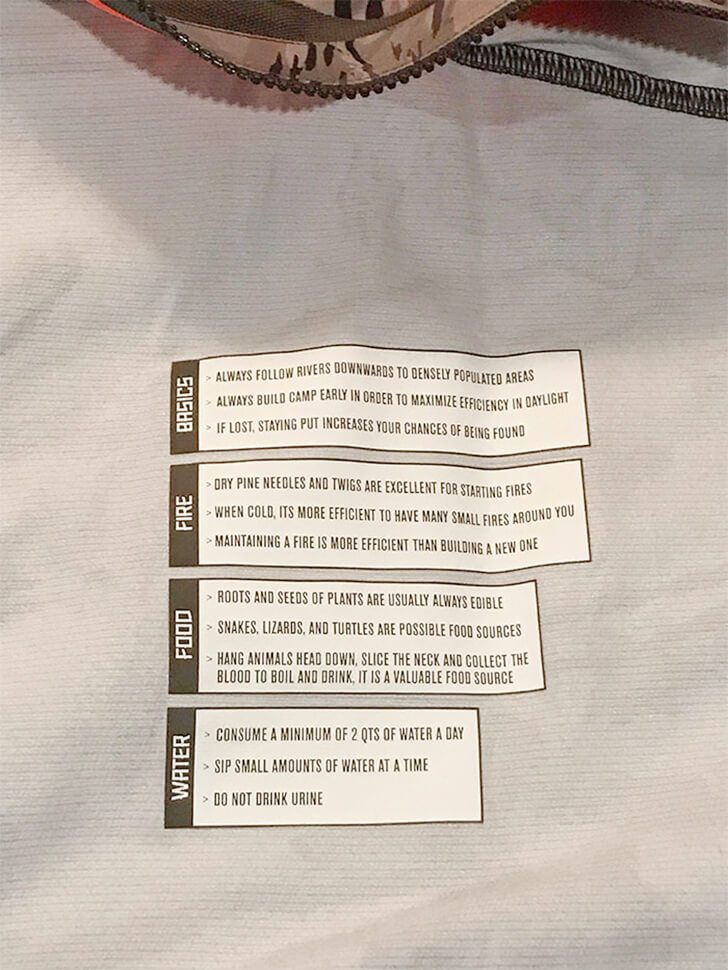 BASICS
> ALWAYS FOLLOW RIVERS DOWNWARDS TO DENSELY POPULATED AREAS
> ALWAYS BUILD CAMP EARLY IN ORDER TO MAXIMIZE EFFICIENCY IN DAYLIGHT
> IF LOST, STAYING PUT INCREASES YOUR CHANCES OF BEING FOUND
FIRE
> DRY PINE NEEDLES AND TWIGS ARE EXCELLENT FOR STARTING FIRES
> WHEN COLD, ITS MORE EFFICIENT TO HAVE MANY SMALL FIRES AROUND YOU
> MAINTAINING A FIRE IS MORE EFFICIENT THAN BUILDING A NEW ONE
FOOD
> ROOTS AND SEEDS OF PLANTS ARE USUALLY ALWAYS EDIBLE
> SNAKES, LIZARDS, AND TURTLES ARE POSSIBLE FOOD SOURCES
> HANG ANIMALS HEAD DOWN, SLICE THE NECK AND COLLECT THE
BLOOD TO BOIL AND DRINK, IT IS A VALUABLE FOOD SOURCE
WATER
> CONSUME A MINIMUM OF 2 QTS OF WATER A DAY
> SIP SMALL AMOUNTS OF WATER AT A TIME
> DO NOT DRINK URINE